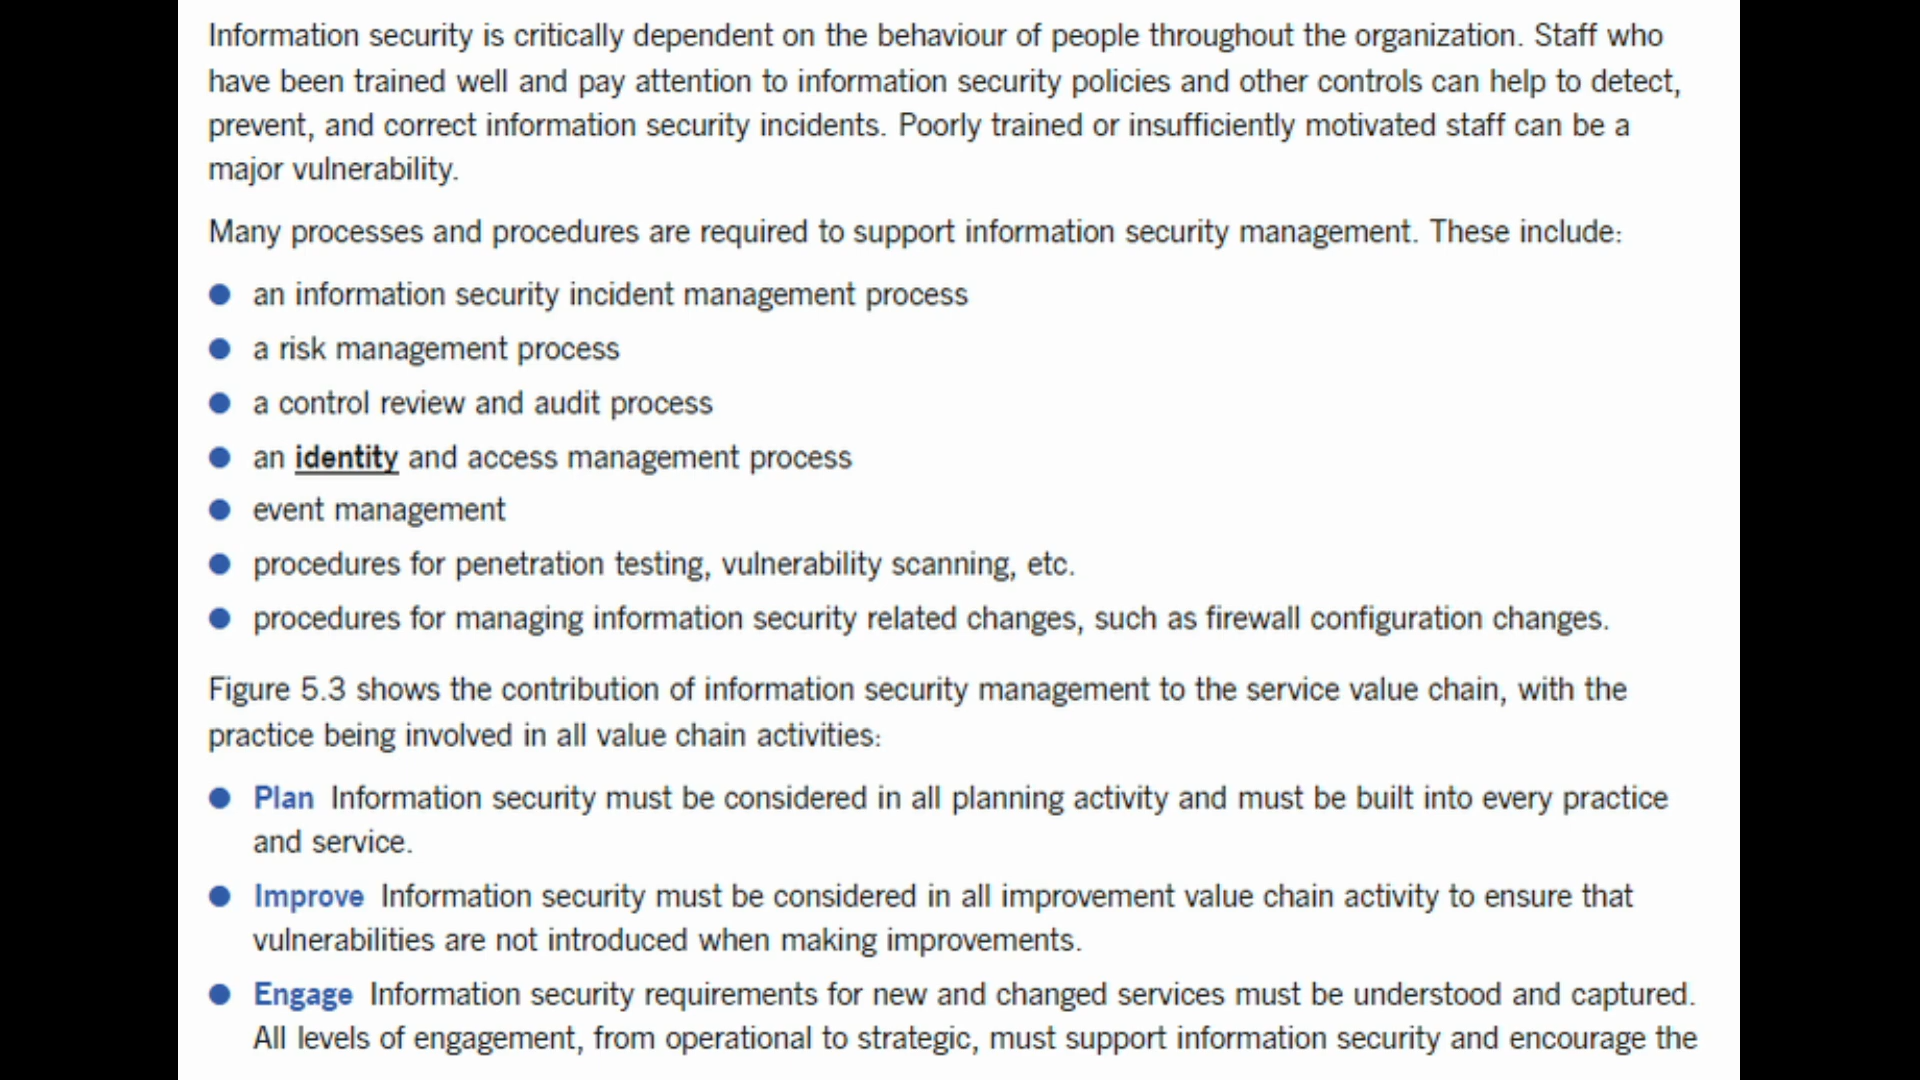 Information security is critically dependent on the behaviour of people throughout the organization. Staff who
have been trained well and pay attention to information security policies and other controls can help to detect,
prevent, and correct information security incidents. Poorly trained or insufficiently motivated staff can be a
major vulnerability.
Many processes and procedures are required to support information security management. These include:
● an information security incident management process
● a risk management process
● a control review and audit process
● an identity and access management process
● event management
● procedures for penetration testing, vulnerability scanning, etc.
● procedures for managing information security related changes, such as firewall configuration changes.
Figure 5.3 shows the contribution of information security management to the service value chain, with the
practice being involved in all value chain activities:
● Plan Information security must be considered in all planning activity and must be built into every practice
and service.
● Improve Information security must be considered in all improvement value chain activity to ensure that
vulnerabilities are not introduced when making improvements.
● Engage Information security requirements for new and changed services must be understood and captured.
All levels of engagement, from operational to strategic, must support information security and encourage the